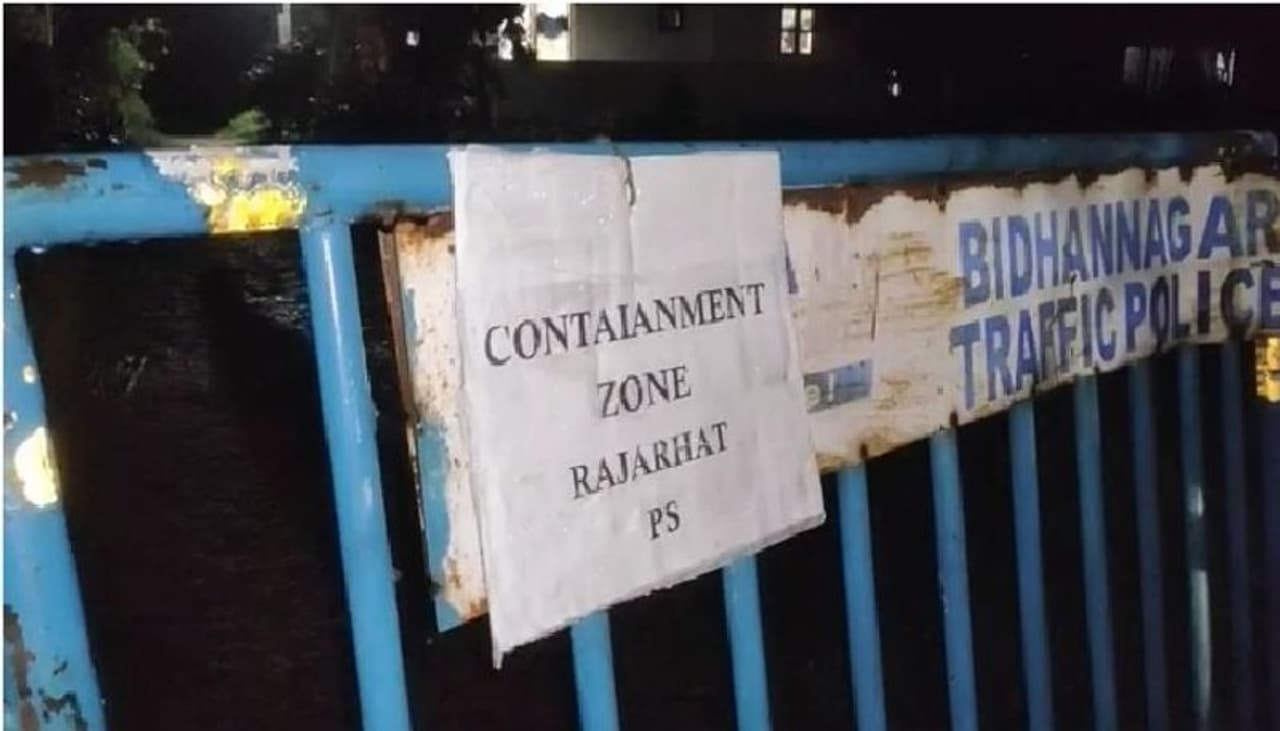 CONTAIANMENT
ZONE
RAJARHAT
PS
BIDHANNAGAR
TRAFFIC POLICE